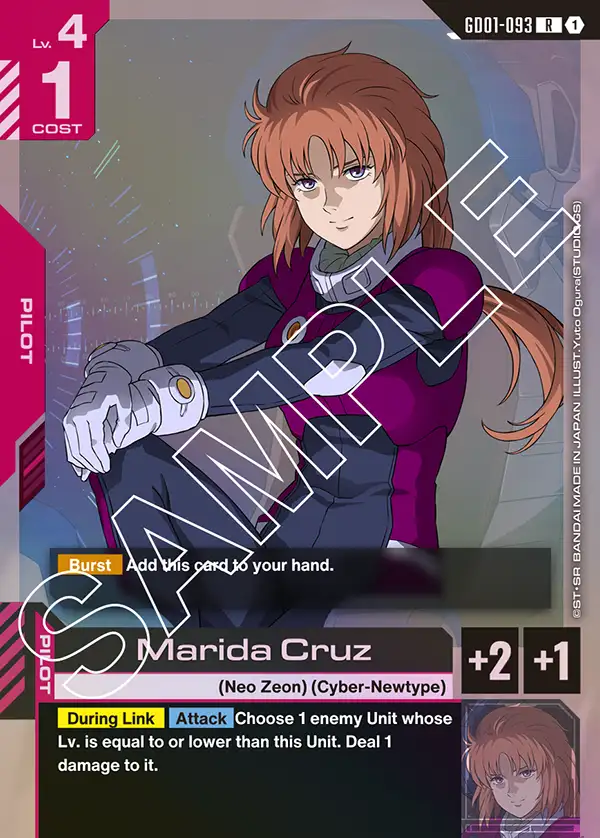 GD01-093 R 1
Lv. 4
1
COST
PILOT
©ST・SR BANDAI MADE IN JAPAN ILLUST:Yuto Ogura(STUDIO GS)
SAMPLE
Burst Add this card to your hand.
PILOT
Marida Cruz
+2 +1
(Neo Zeon) (Cyber-Newtype)
During Link Attack Choose 1 enemy Unit whose
Lv. is equal to or lower than this Unit. Deal 1
damage to it.